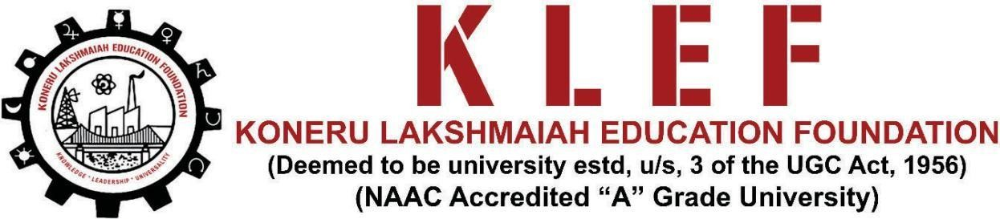 KONERU LAKSHMAIAH EDUCATION FOUNDATION
KNOWLEDGE · LEADERSHIP · UNIVERSALITY
K L E F
KONERU LAKSHMAIAH EDUCATION FOUNDATION
(Deemed to be university estd, u/s, 3 of the UGC Act, 1956)
(NAAC Accredited “A” Grade University)